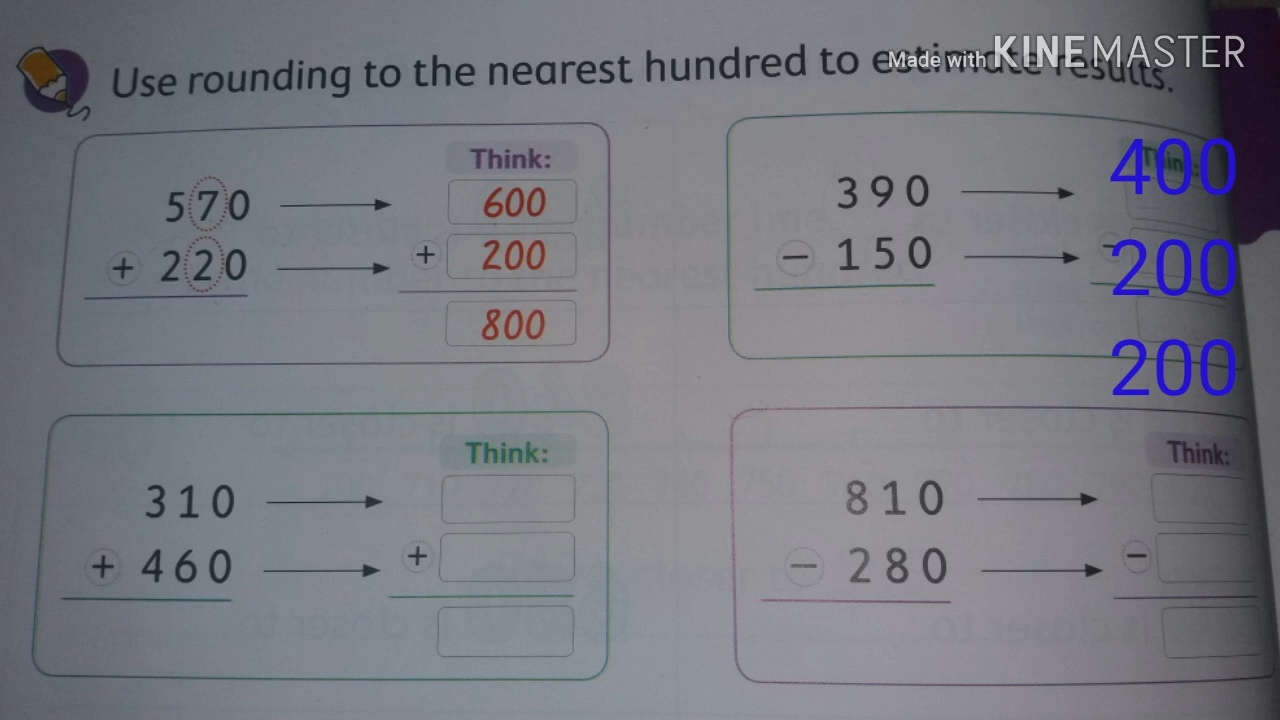 Made with KINEMASTER
Use rounding to the nearest hundred to estimate results.
Think:
570 600
+ 220 + 200
800
Think:
390 400
− 150 − 200
200
Think:
310
+ 460 +
Think:
810
− 280 −